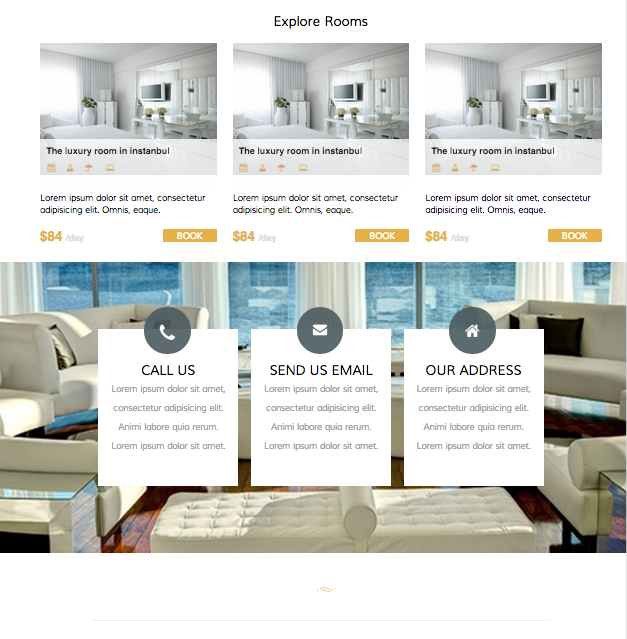 Explore Rooms
The luxury room in instanbul
The luxury room in instanbul
The luxury room in instanbul
Lorem ipsum dolor sit amet, consectetur
adipisicing elit. Omnis, eaque.
Lorem ipsum dolor sit amet, consectetur
adipisicing elit. Omnis, eaque.
Lorem ipsum dolor sit amet, consectetur
adipisicing elit. Omnis, eaque.
$84 /day BOOK
$84 /day BOOK
$84 /day BOOK
CALL US
Lorem ipsum dolor sit amet,
consectetur adipisicing elit.
Animi labore quia rerum.
Lorem ipsum dolor sit amet.
SEND US EMAIL
Lorem ipsum dolor sit amet,
consectetur adipisicing elit.
Animi labore quia rerum.
Lorem ipsum dolor sit amet.
OUR ADDRESS
Lorem ipsum dolor sit amet,
consectetur adipisicing elit.
Animi labore quia rerum.
Lorem ipsum dolor sit amet.